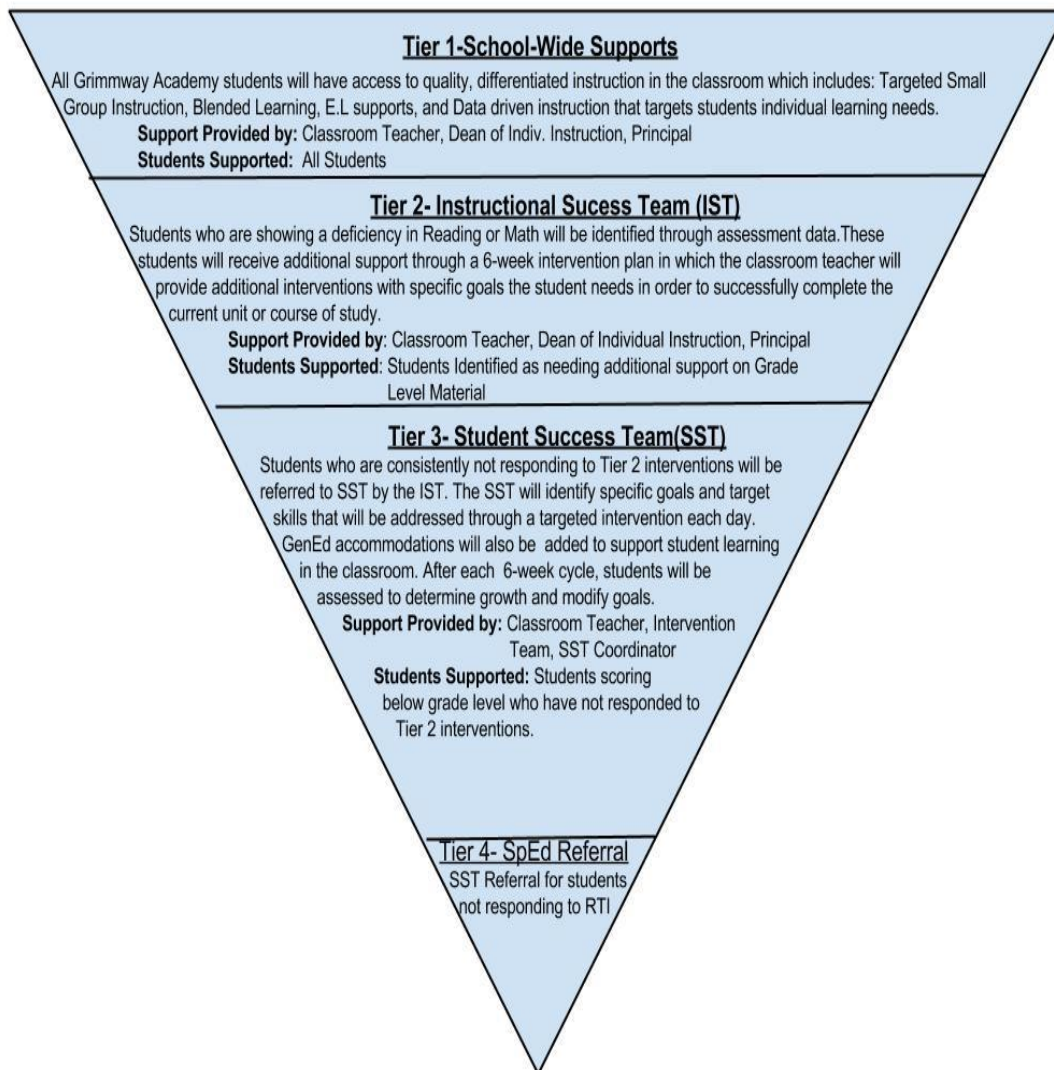 Tier 1-School-Wide Supports
All Grimmway Academy students will have access to quality, differentiated instruction in the classroom which includes: Targeted Small
Group Instruction, Blended Learning, E.L supports, and Data driven instruction that targets students individual learning needs.
Support Provided by: Classroom Teacher, Dean of Indiv. Instruction, Principal
Students Supported: All Students
Tier 2- Instructional Sucess Team (IST)
Students who are showing a deficiency in Reading or Math will be identified through assessment data.These
students will receive additional support through a 6-week intervention plan in which the classroom teacher will
provide additional interventions with specific goals the student needs in order to successfully complete the
current unit or course of study.
Support Provided by: Classroom Teacher, Dean of Individual Instruction, Principal
Students Supported: Students Identified as needing additional support on Grade
Level Material
Tier 3- Student Success Team(SST)
Students who are consistently not responding to Tier 2 interventions will be
referred to SST by the IST. The SST will identify specific goals and target
skills that will be addressed through a targeted intervention each day.
GenEd accommodations will also be added to support student learning
in the classroom. After each 6-week cycle, students will be
assessed to determine growth and modify goals.
Support Provided by: Classroom Teacher, Intervention
Team, SST Coordinator
Students Supported: Students scoring
below grade level who have not responded to
Tier 2 interventions.
Tier 4- SpEd Referral
SST Referral for students
not responding to RTI